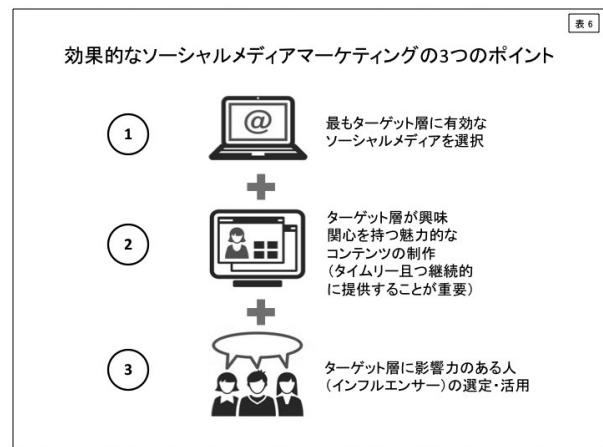 表 6
効果的なソーシャルメディアマーケティングの3つのポイント
1
@
最もターゲット層に有効な
ソーシャルメディアを選択
2
ターゲット層が興味
関心を持つ魅力的な
コンテンツの制作
(タイムリー且つ継続的
に提供することが重要)
3
ターゲット層に影響力のある人
(インフルエンサー)の選定・活用